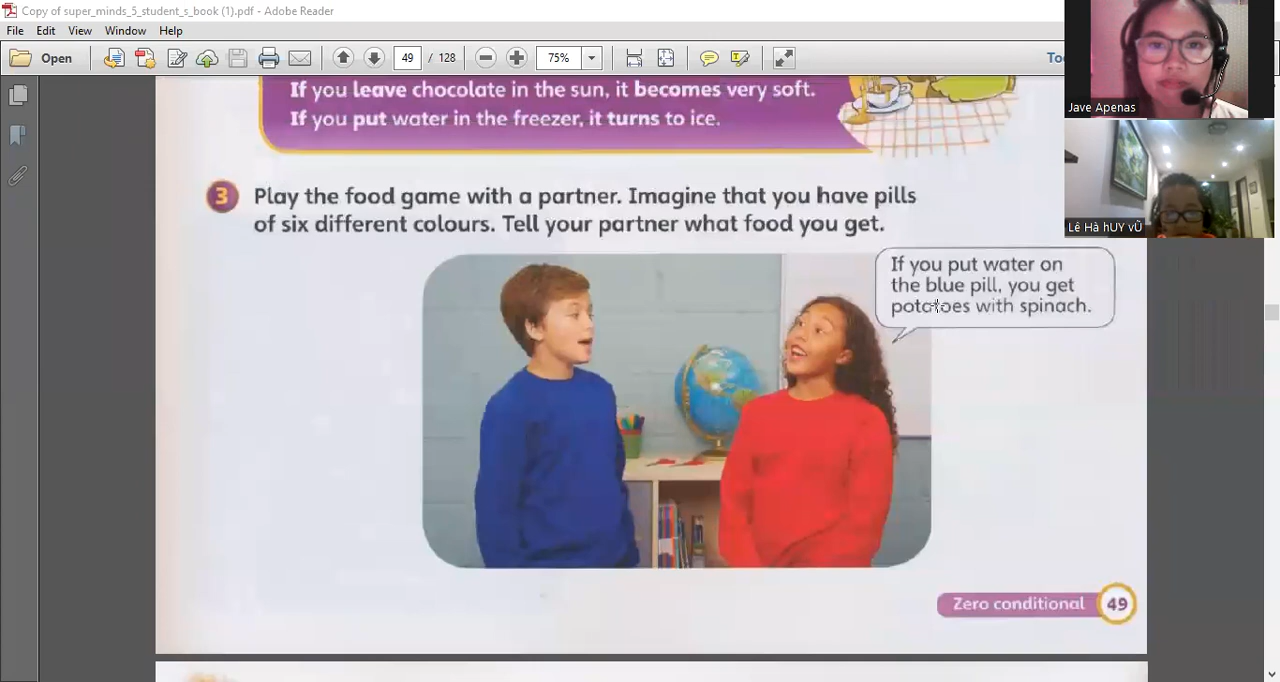 Copy of super_minds_5_student_s_book (1).pdf - Adobe Reader
File Edit View Window Help
Open 49 / 128 75%
Jave Apenas
Lê Hà hUY vŨ
If you leave chocolate in the sun, it becomes very soft.
If you put water in the freezer, it turns to ice.
3 Play the food game with a partner. Imagine that you have pills
of six different colours. Tell your partner what food you get.
If you put water on
the blue pill, you get
potatoes with spinach.
Zero conditional 49